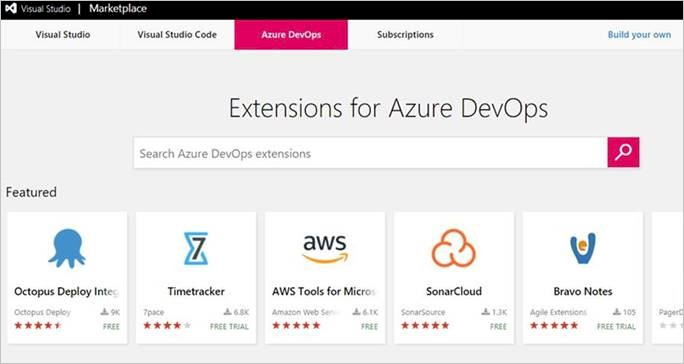 Visual Studio | Marketplace
Visual Studio Visual Studio Code Azure DevOps Subscriptions Build your own
Extensions for Azure DevOps
Search Azure DevOps extensions
Featured
7 aws
Octopus Deploy Integ Timetracker AWS Tools for Micros SonarCloud Bravo Notes
Octopus Deploy 9K 7pace 6.8K Amazon Web Serv 6.1K SonarSource 1.3K Agile Extensions 105 PagerD
FREE FREE TRIAL FREE FREE FREE TRIAL FREE